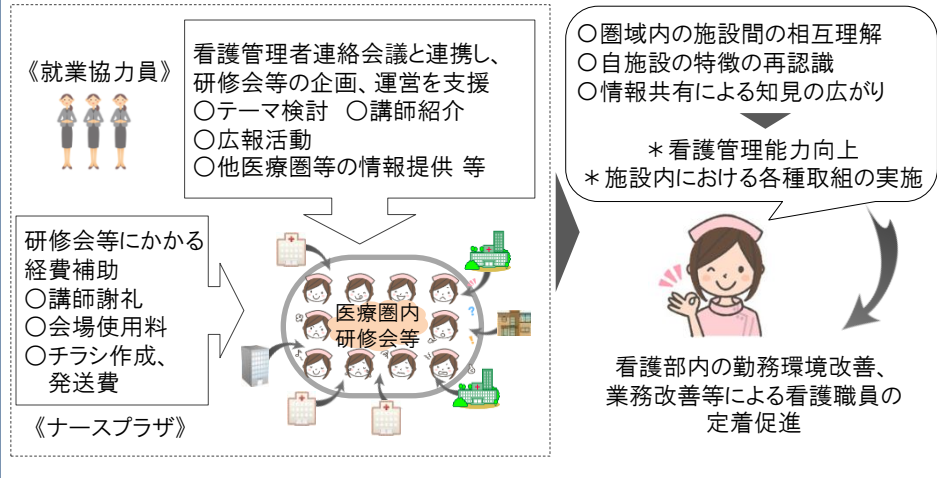 《就業協力員》
看護管理者連絡会議と連携し、
研修会等の企画、運営を支援
○テーマ検討 ○講師紹介
○広報活動
○他医療圏等の情報提供 等
研修会等にかかる
経費補助
○講師謝礼
○会場使用料
○チラシ作成、
発送費
《ナースプラザ》
医療圏内
研修会等
○圏域内の施設間の相互理解
○自施設の特徴の再認識
○情報共有による知見の広がり
＊看護管理能力向上
＊施設内における各種取組の実施
看護部内の勤務環境改善、
業務改善等による看護職員の
定着促進